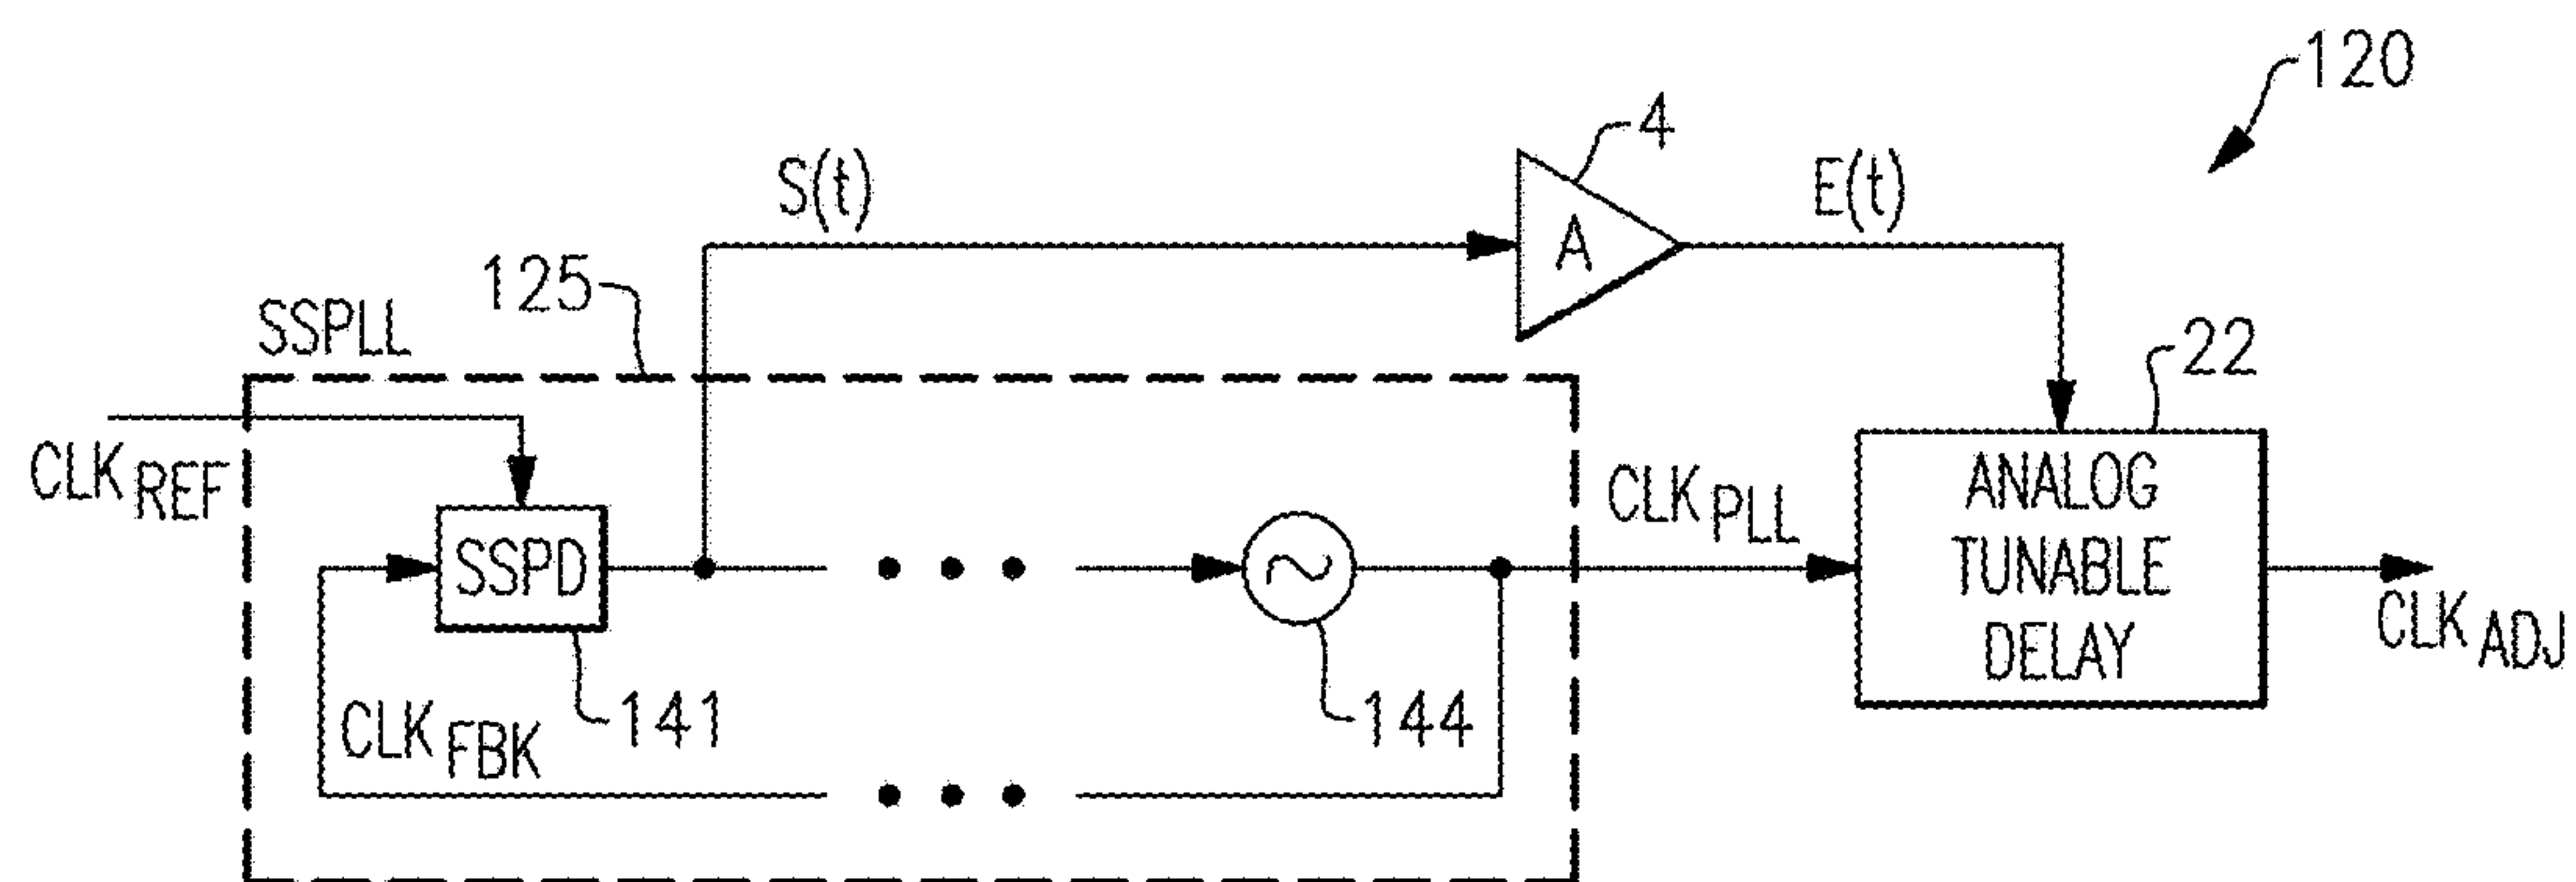 120
4
S(t)
A
E(t)
125
SSPLL
22
CLK REF
SSPD
CLK PLL
ANALOG
TUNABLE
DELAY
CLK ADJ
CLK FBK
141
144